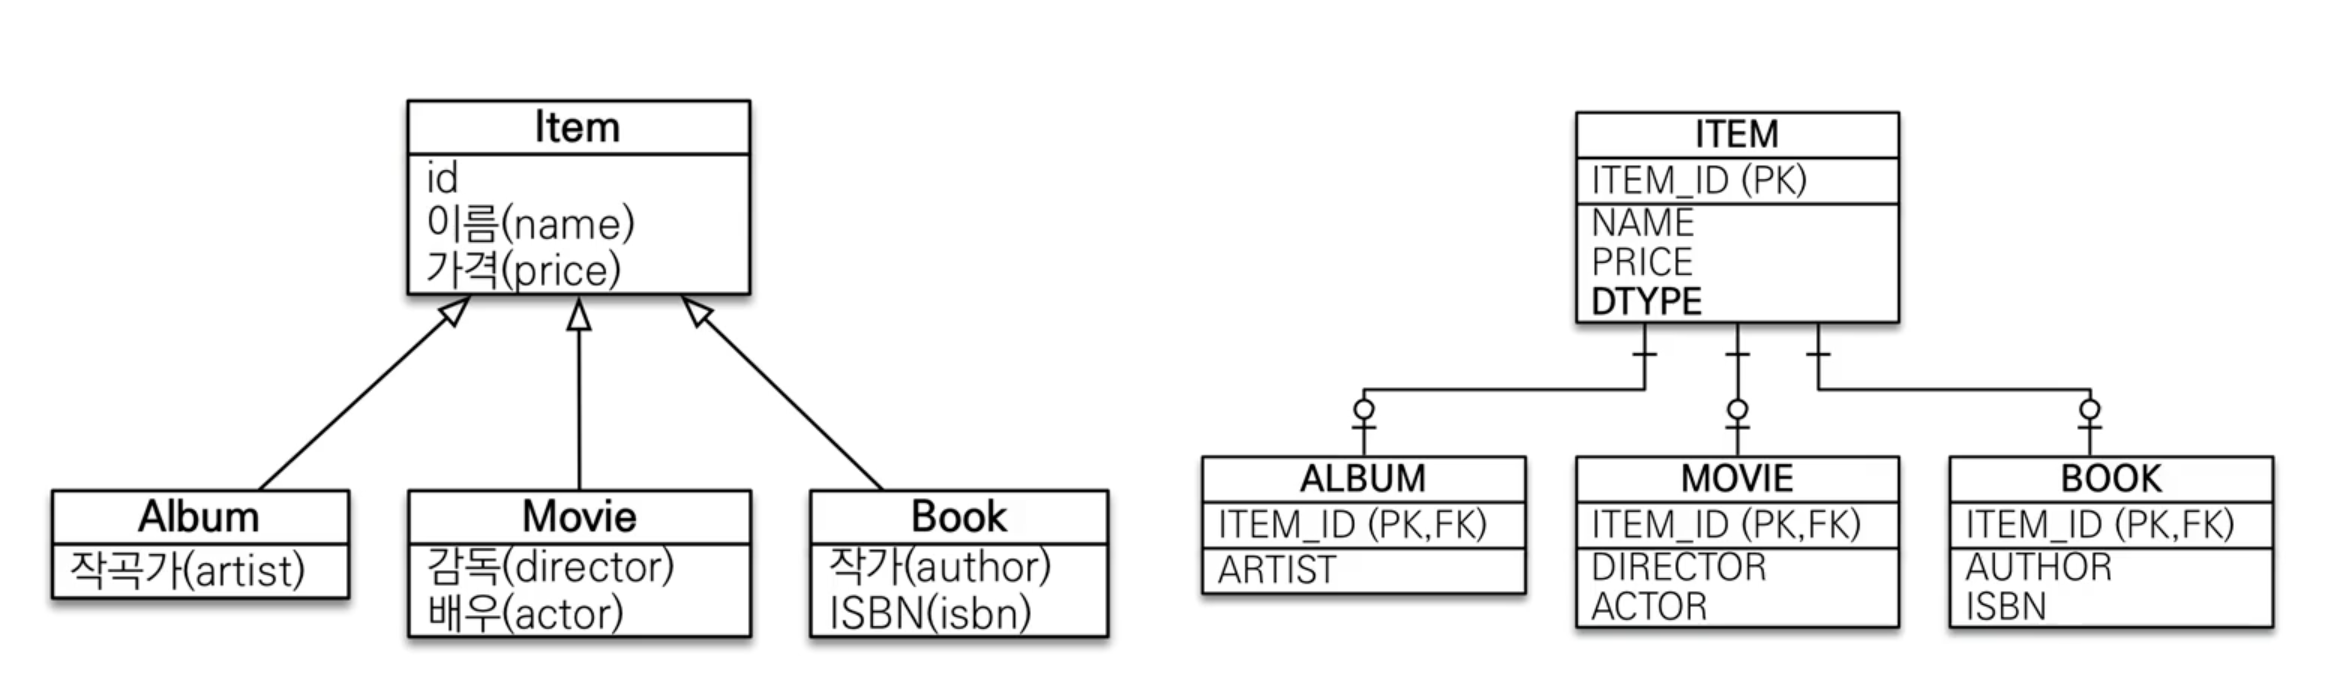 Item
id
이름(name)
가격(price)
Album
작곡가(artist)
Movie
감독(director)
배우(actor)
Book
작가(author)
ISBN(isbn)
ITEM
ITEM_ID (PK)
NAME
PRICE
DTYPE
ALBUM
ITEM_ID (PK,FK)
ARTIST
MOVIE
ITEM_ID (PK,FK)
DIRECTOR
ACTOR
BOOK
ITEM_ID (PK,FK)
AUTHOR
ISBN